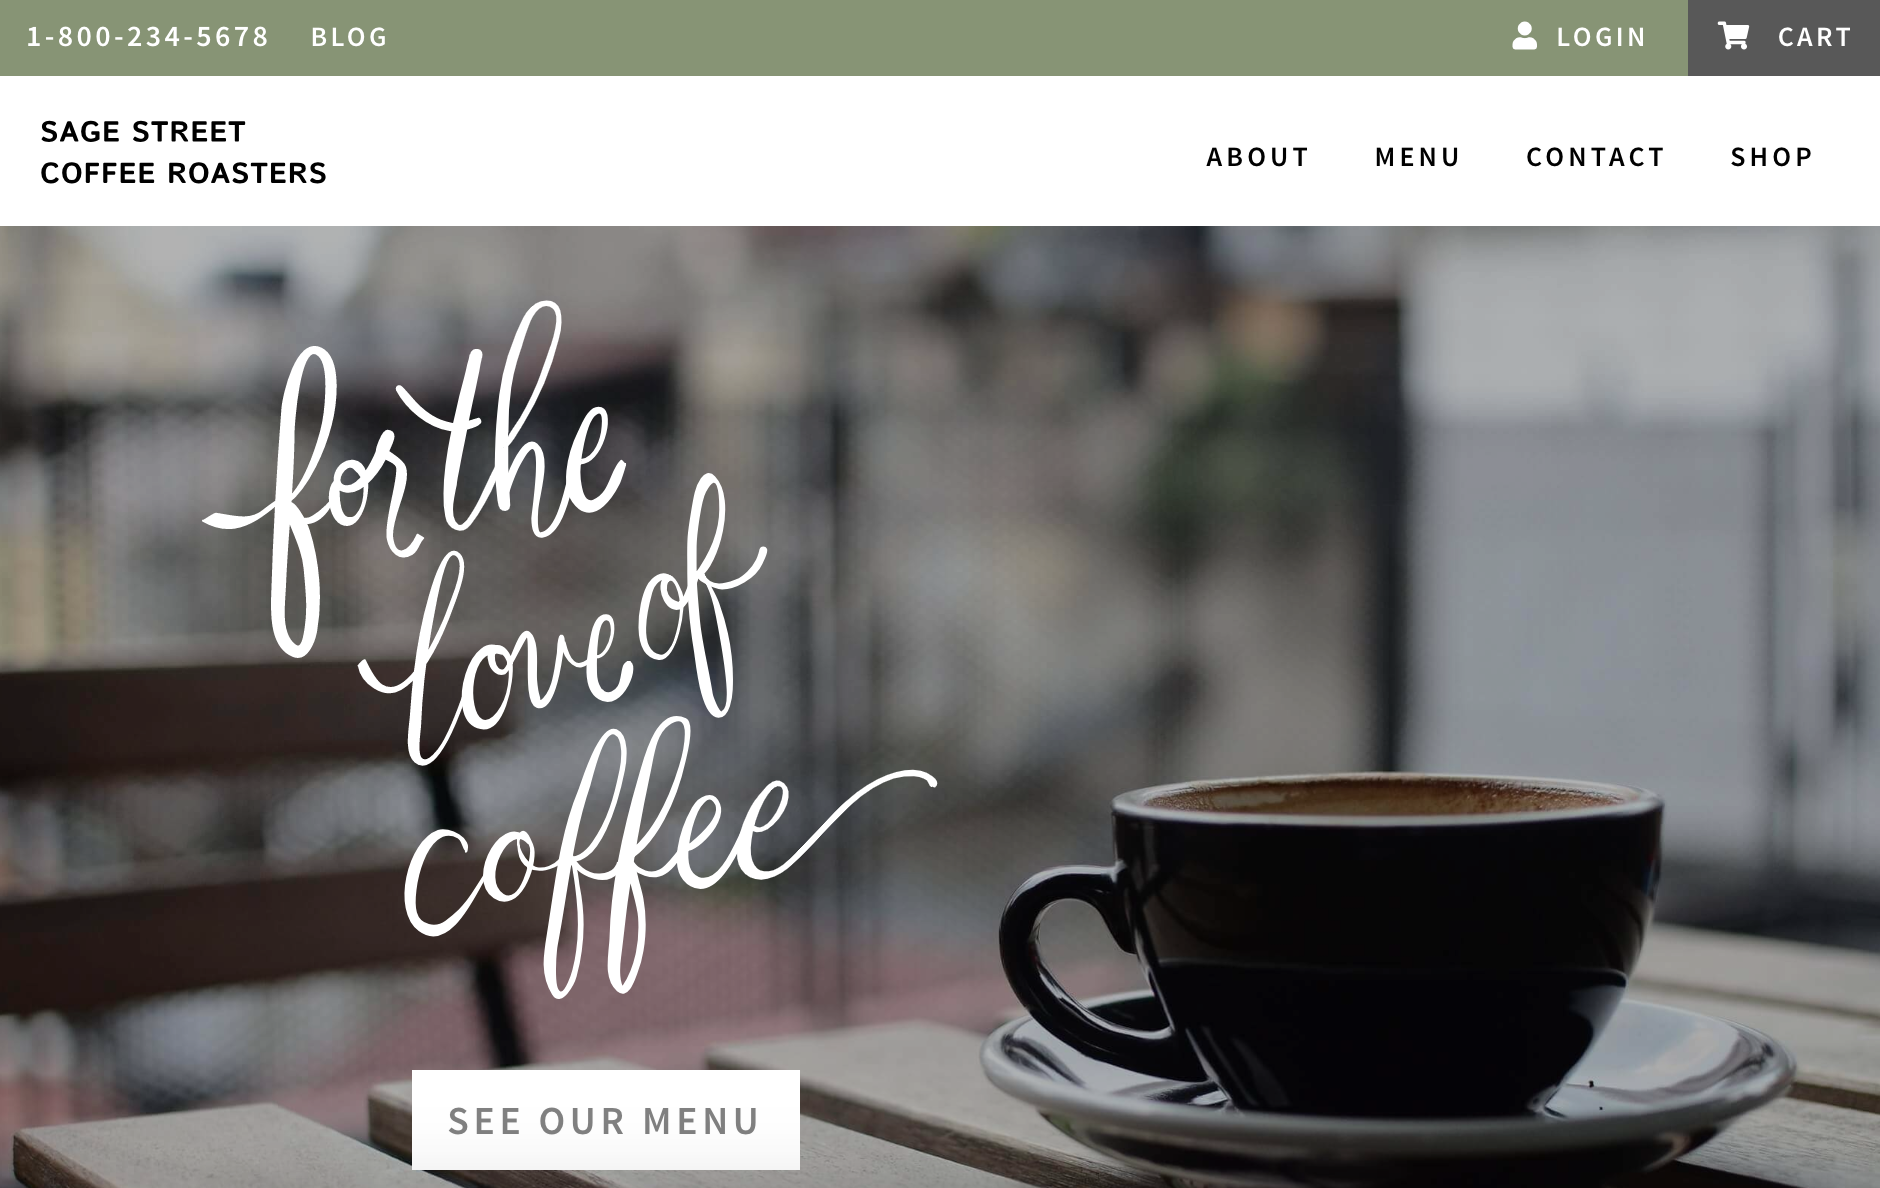 1-800-234-5678 BLOG LOGIN CART
SAGE STREET
COFFEE ROASTERS
ABOUT MENU CONTACT SHOP
for the
love of
coffee
SEE OUR MENU